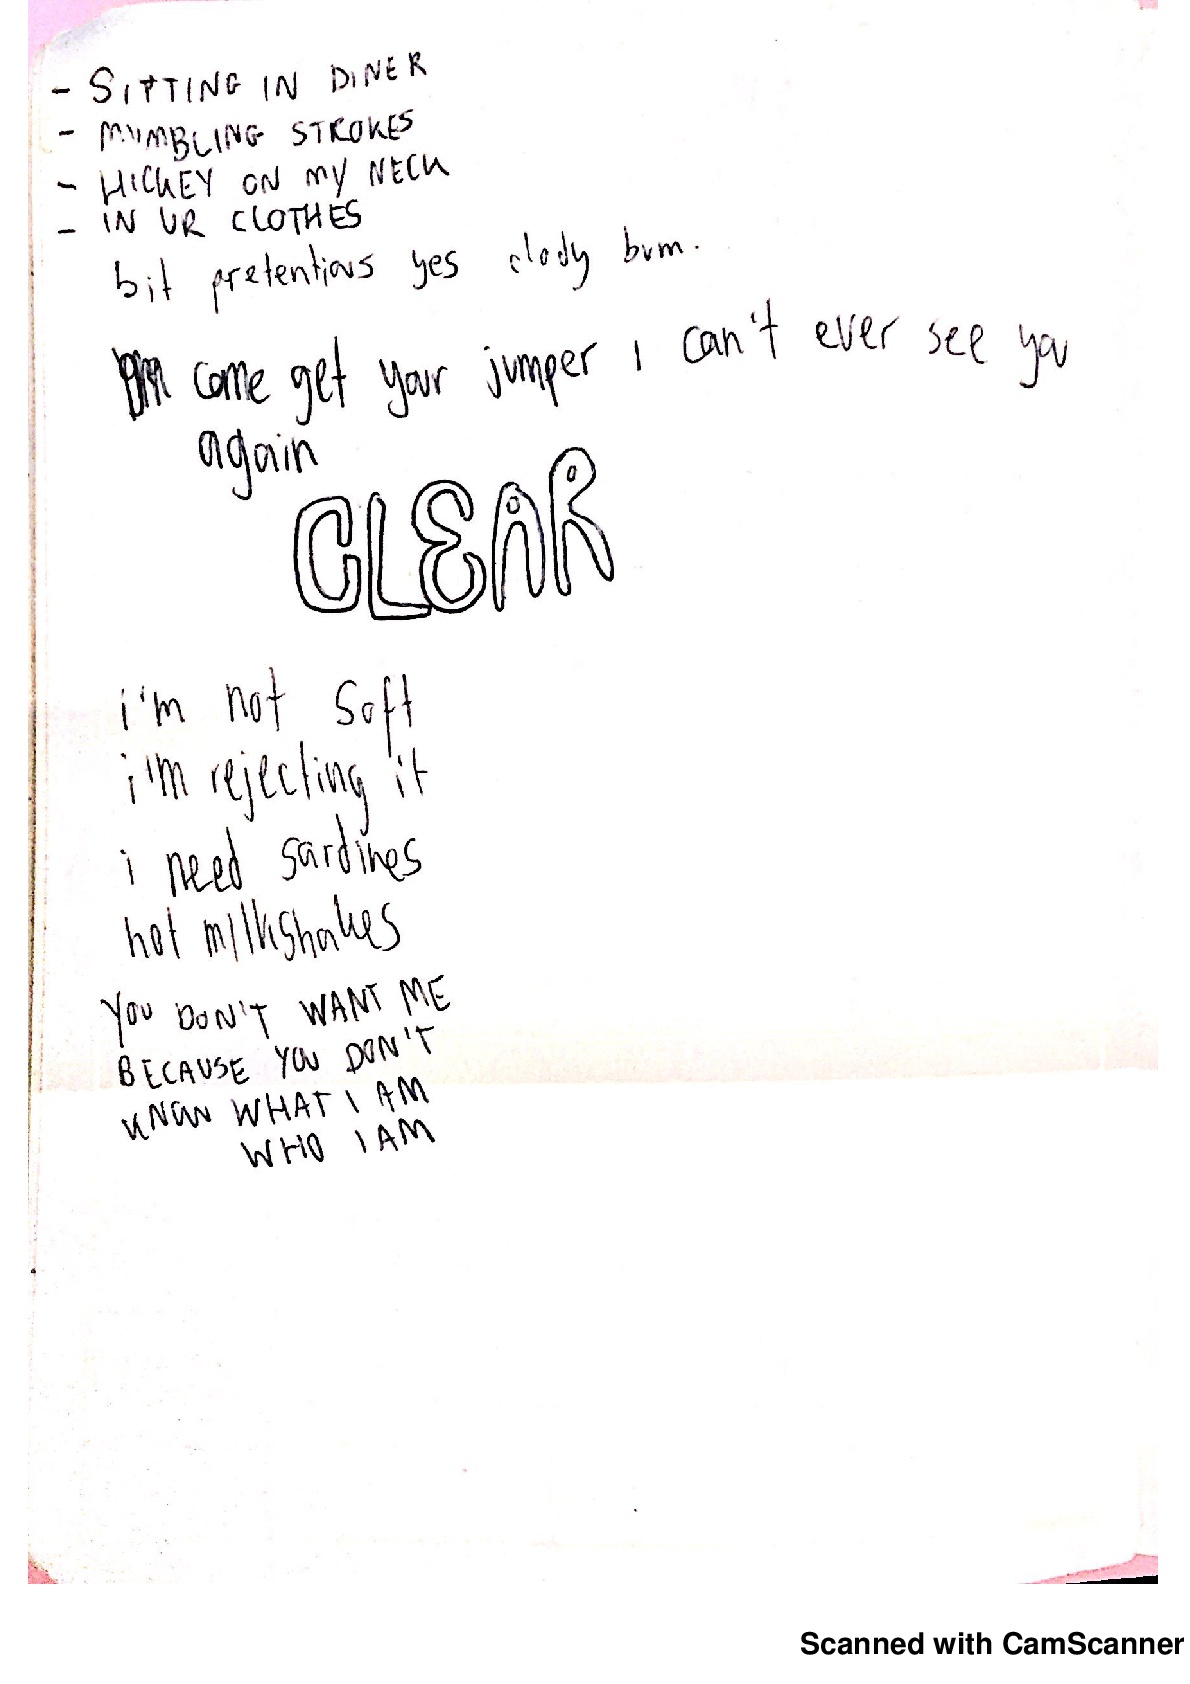 - SITTING IN DINER
- MUMBLING STROKES
- HICKEY ON MY NECK
- IN UR CLOTHES
bit pretentious yes clody bum.
come get your jumper i can't ever see you
again
CLEAR
i'm not soft
i'm rejecting it
i need sardines
not milkshakes
YOU DON'T WANT ME
BECAUSE YOU DON'T
KNOW WHAT I AM
WHO I AM
Scanned with CamScanner